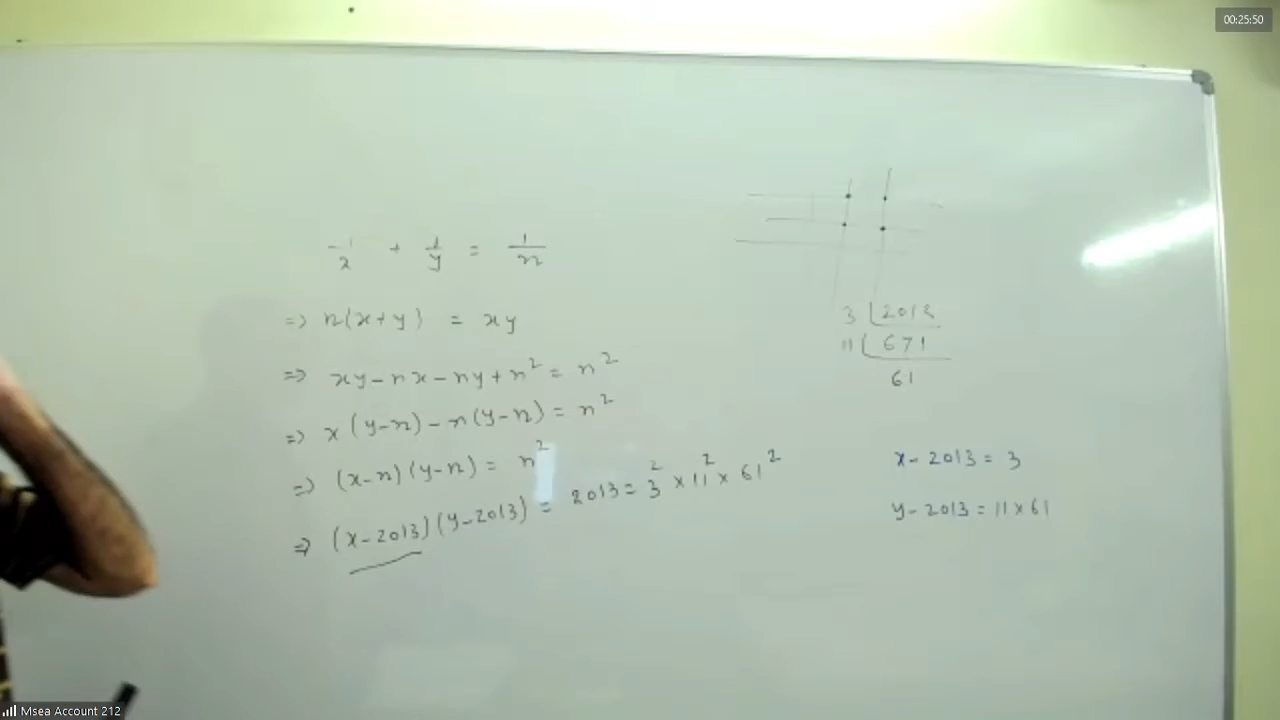 00:25:50
1/x + 1/y = 1/n
=> n(x+y) = xy
=> xy-nx-ny+n² = n²
=> x(y-n)-n(y-n) = n²
=> (x-n)(y-n) = n²
=> (x-2013)(y-2013) = 2013 = 3² × 11² × 61²
3 | 2013
11 | 671
61
x-2013 = 3
y-2013 = 11×61
Msea Account 212